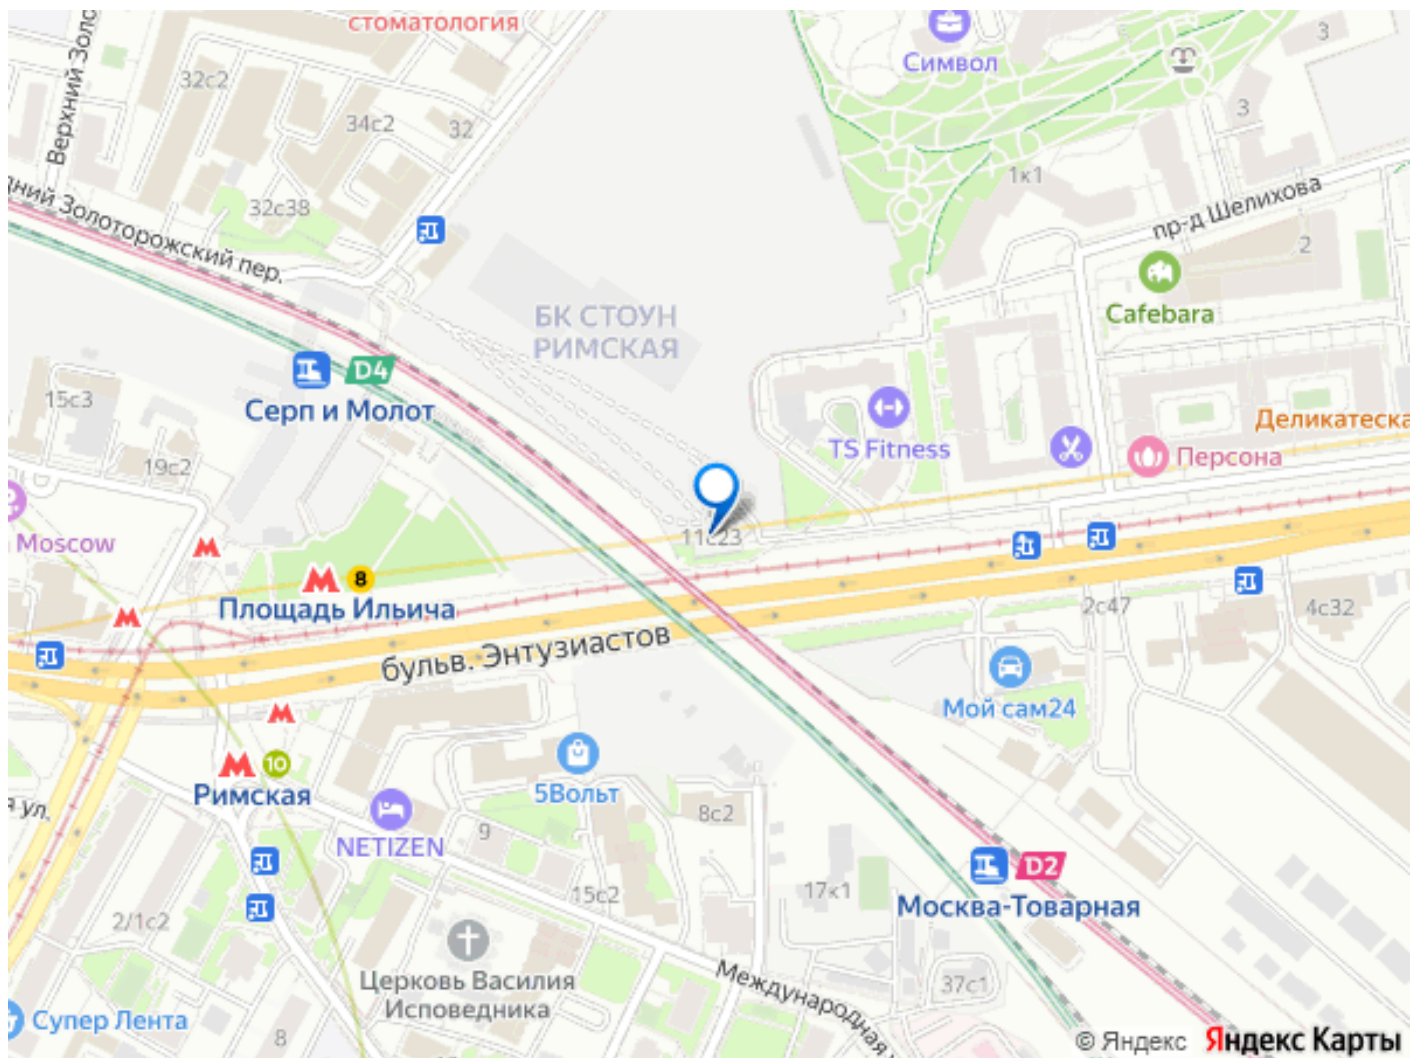 стоматология
Верхний Золо
Символ
3
32с2
34с2
32
3
1к1
пр-д Шелихова
2
32с38
дний Золоторожский пер.
Cafebara
БК СТОУН
РИМСКАЯ
D4
Серп и Молот
15с3
19с2
TS Fitness
Деликатеска
Персона
Moscow
8
Площадь Ильича
11с23
бульв. Энтузиастов
2с47
4с32
Мой сам24
10
Римская
я ул.
5Вольт
NETIZEN
9
8с2
15с2
17к1
D2
Москва-Товарная
2/1с2
Церковь Василия
Исповедника
Международная
37с1
Супер Лента
8
© Яндекс Яндекс Карты